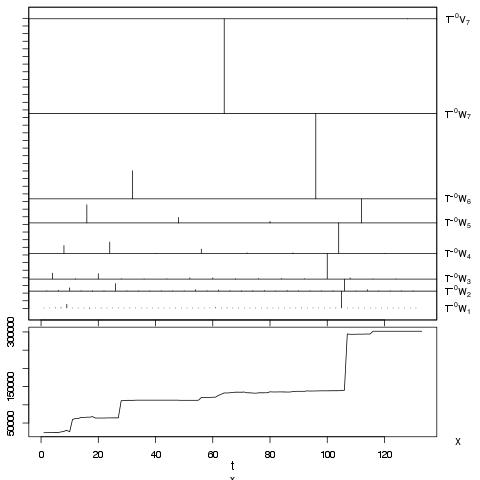 T⁻⁰V₇
T⁻⁰W₇
T⁻⁰W₆
T⁻⁰W₅
T⁻⁰W₄
T⁻⁰W₃
T⁻⁰W₂
T⁻⁰W₁
300000
150000
50000
x
0 20 40 60 80 100 120
t
x